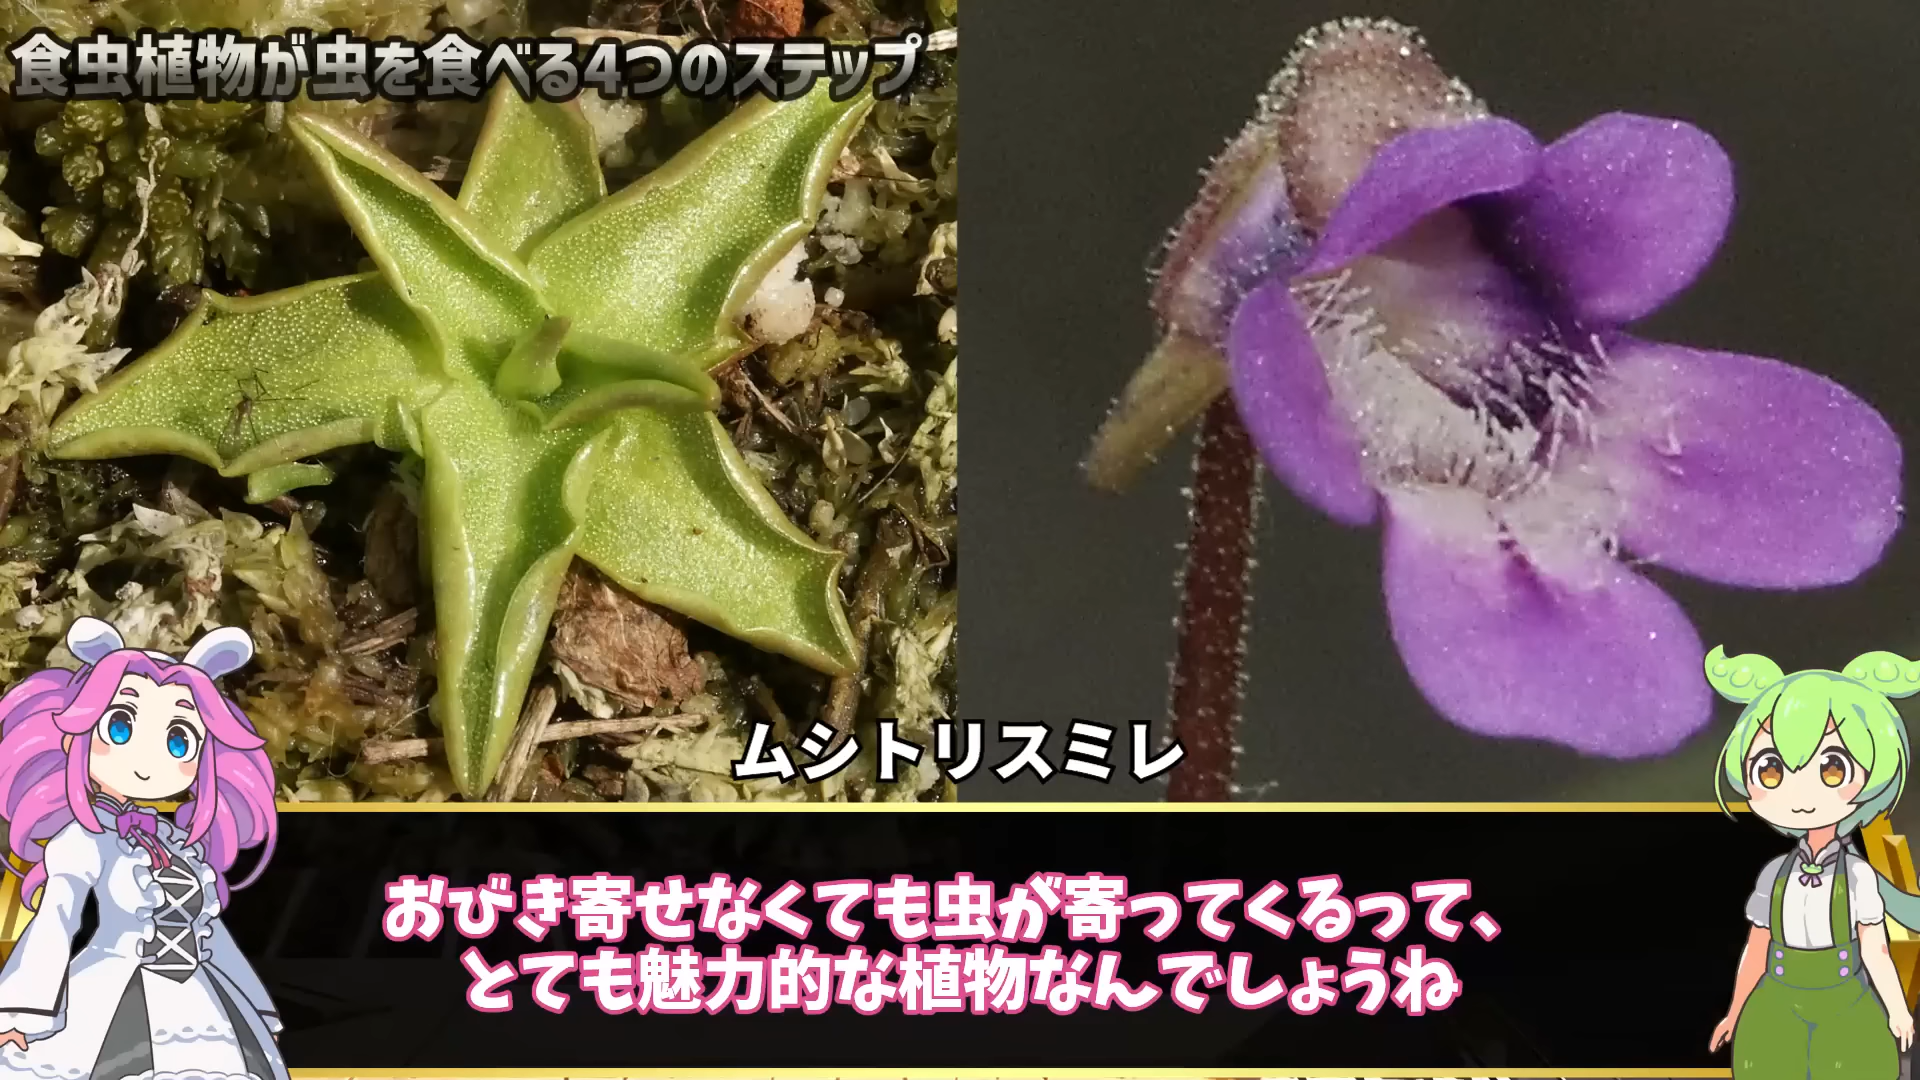 食虫植物が虫を食べる4つのステップ
ムシトリスミレ
おびき寄せなくても虫が寄ってくるって、
とても魅力的な植物なんでしょうね